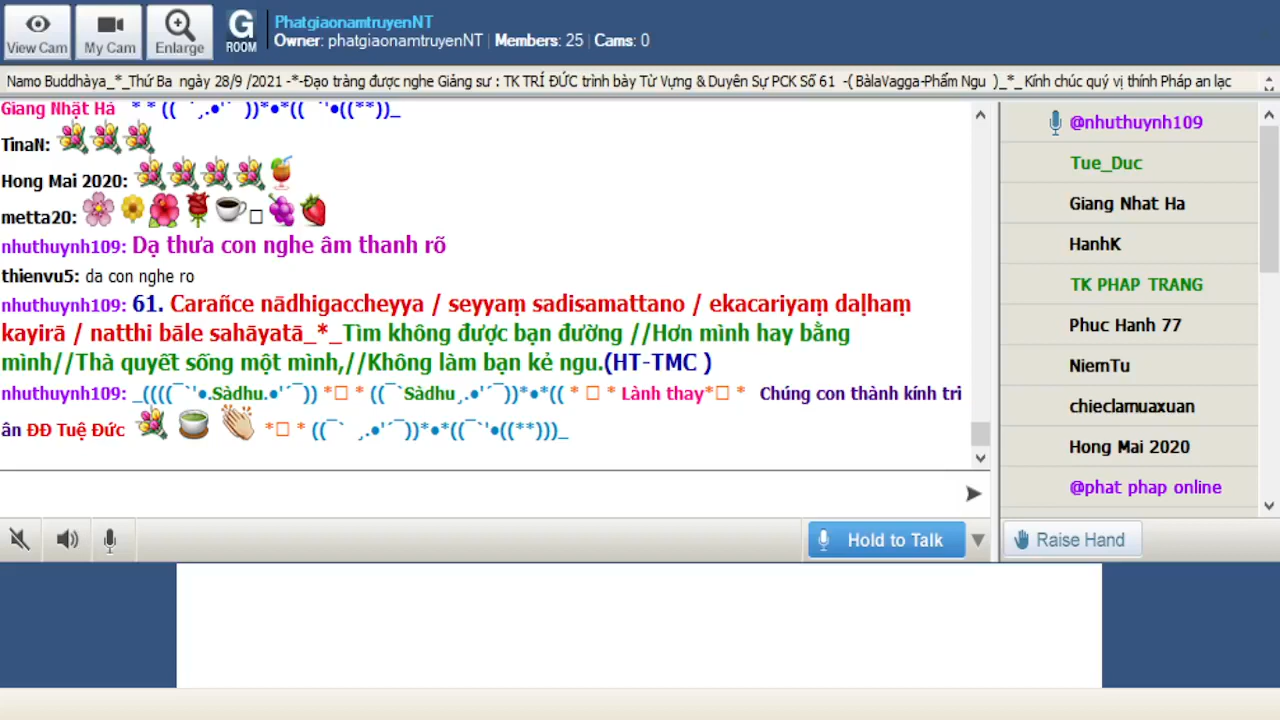 View Cam
My Cam
Enlarge
G
ROOM
PhatgiaonamtruyenNT
Owner: phatgiaonamtruyenNT | Members: 25 | Cams: 0
Namo Buddhàya_*_Thứ Ba ngày 28/9 /2021 -*-Đạo tràng được nghe Giảng sư : TK TRÍ ĐỨC trình bày Từ Vựng & Duyên Sự PCK Số 61 -( BàlaVagga-Phẩm Ngu )_*_ Kính chúc quý vị thính Pháp an lạc
Giang Nhật Há * * (( `¸.●'´ ))*●*(( ´`'●((**))_
TinaN:
Hong Mai 2020:
metta20:
nhuthuynh109: Dạ thưa con nghe âm thanh rõ
thienvu5: da con nghe ro
nhuthuynh109: 61. Carañce nādhigaccheyya / seyyaṃ sadisamattano / ekacariyaṃ daḷhaṃ
kayirā / natthi bāle sahāyatā_*_Tìm không được bạn đường //Hơn mình hay bằng
mình//Thà quyết sống một mình,//Không làm bạn kẻ ngu.(HT-TMC )
nhuthuynh109: _((((¯`'●.Sàdhu.●'´¯)) *□ * ((¯`Sàdhu¸.●'´¯))*●*(( * □ * Lành thay*□ * Chúng con thành kính tri
ân ĐĐ Tuệ Đức *□ * ((¯` ¸.●'´¯))*●*((¯`'●((**)))_
@nhuthuynh109
Tue_Duc
Giang Nhat Ha
HanhK
TK PHAP TRANG
Phuc Hanh 77
NiemTu
chieclamuaxuan
Hong Mai 2020
@phat phap online
Hold to Talk
Raise Hand